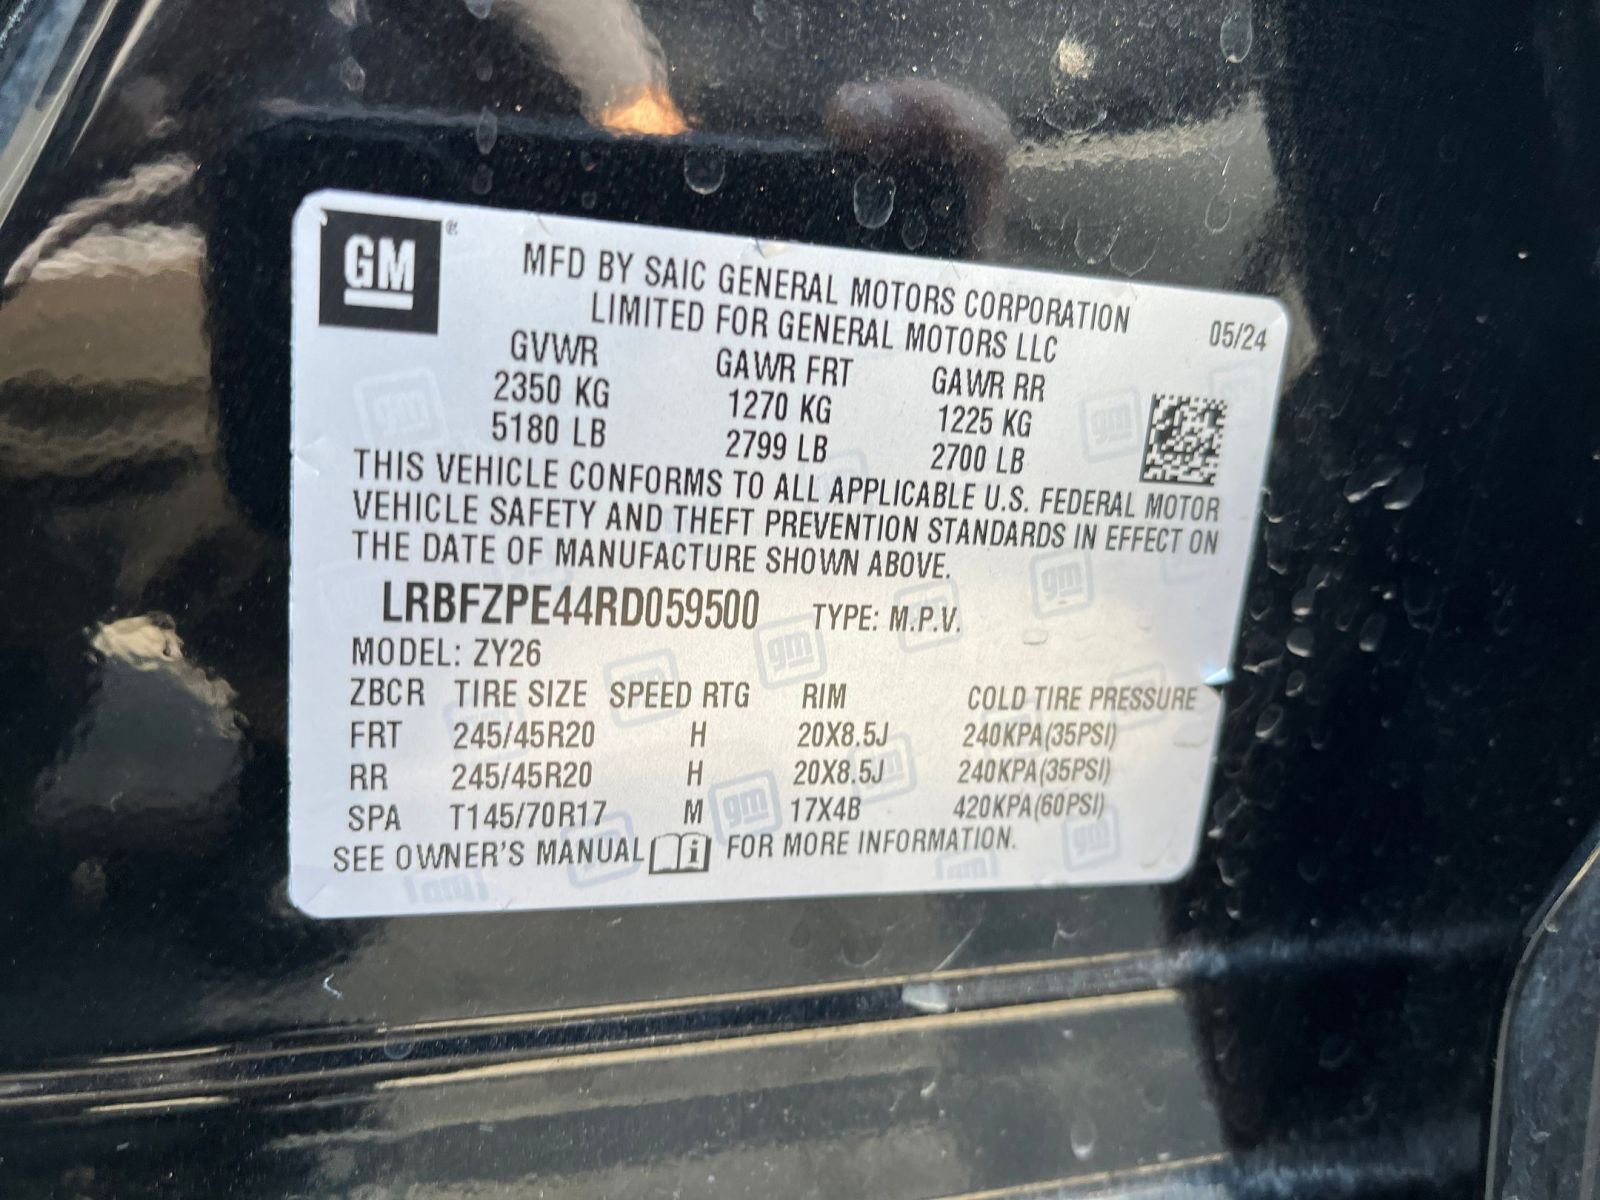 GM ®
MFD BY SAIC GENERAL MOTORS CORPORATION
LIMITED FOR GENERAL MOTORS LLC
05/24
GVWR GAWR FRT GAWR RR
2350 KG 1270 KG 1225 KG
5180 LB 2799 LB 2700 LB
THIS VEHICLE CONFORMS TO ALL APPLICABLE U.S. FEDERAL MOTOR
VEHICLE SAFETY AND THEFT PREVENTION STANDARDS IN EFFECT ON
THE DATE OF MANUFACTURE SHOWN ABOVE.
LRBFZPE44RD059500 TYPE: M.P.V.
MODEL: ZY26
ZBCR TIRE SIZE SPEED RTG RIM COLD TIRE PRESSURE
FRT 245/45R20 H 20X8.5J 240KPA(35PSI)
RR 245/45R20 H 20X8.5J 240KPA(35PSI)
SPA T145/70R17 M 17X4B 420KPA(60PSI)
SEE OWNER'S MANUAL i FOR MORE INFORMATION.